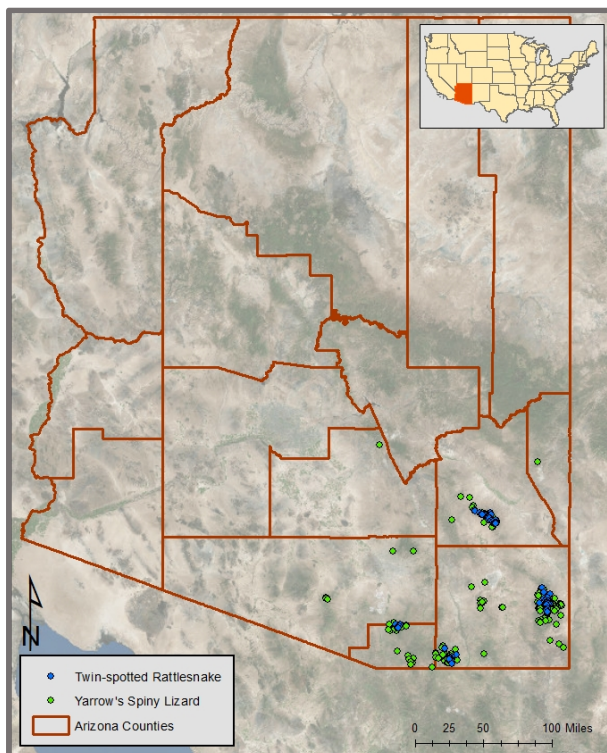 N
Twin-spotted Rattlesnake
Yarrow's Spiny Lizard
Arizona Counties
0 25 50 100 Miles